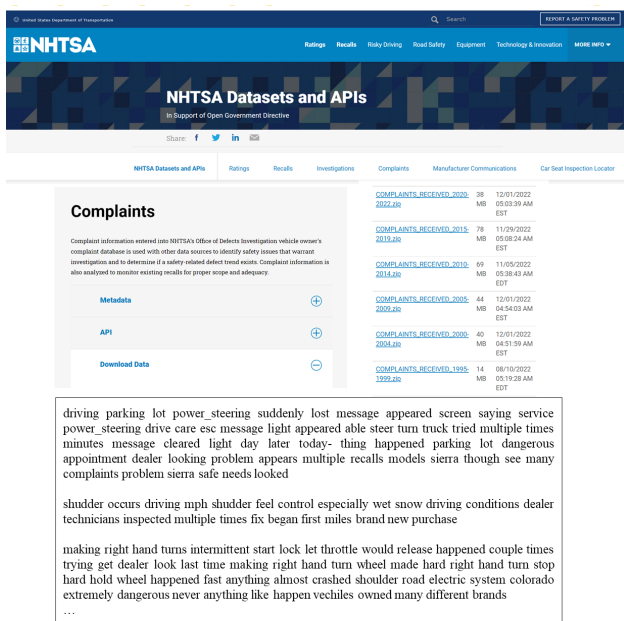 United States Department of Transportation
Search
REPORT A SAFETY PROBLEM
NHTSA
Ratings Recalls Risky Driving Road Safety Equipment Technology & Innovation MORE INFO
NHTSA Datasets and APIs
In Support of Open Government Directive
Share:
NHTSA Datasets and APIs Ratings Recalls Investigations Complaints Manufacturer Communications Car Seat Inspection Locator
Complaints
Complaint information entered into NHTSA's Office of Defects Investigation vehicle owner's
complaint database is used with other data sources to identify safety issues that warrant
investigation and to determine if a safety-related defect trend exists. Complaint information is
also analyzed to monitor existing recalls for proper scope and adequacy.
Metadata
API
Download Data
COMPLAINTS_RECEIVED_2020- 38 12/01/2022
2022.zip MB 05:03:39 AM
EST
COMPLAINTS_RECEIVED_2015- 78 11/29/2022
2019.zip MB 05:08:24 AM
EST
COMPLAINTS_RECEIVED_2010- 69 11/05/2022
2014.zip MB 05:38:43 AM
EDT
COMPLAINTS_RECEIVED_2005- 44 12/01/2022
2009.zip MB 04:54:03 AM
EST
COMPLAINTS_RECEIVED_2000- 40 12/01/2022
2004.zip MB 04:51:59 AM
EST
COMPLAINTS_RECEIVED_1995- 14 08/10/2022
1999.zip MB 05:19:28 AM
EDT
driving parking lot power_steering suddenly lost message appeared screen saying service
power_steering drive care esc message light appeared able steer turn truck tried multiple times
minutes message cleared light day later today- thing happened parking lot dangerous
appointment dealer looking problem appears multiple recalls models sierra though see many
complaints problem sierra safe needs looked
shudder occurs driving mph shudder feel control especially wet snow driving conditions dealer
technicians inspected multiple times fix began first miles brand new purchase
making right hand turns intermittent start lock let throttle would release happened couple times
trying get dealer look last time making right hand turn wheel made hard right hand turn stop
hard hold wheel happened fast anything almost crashed shoulder road electric system colorado
extremely dangerous never anything like happen vechiles owned many different brands
…